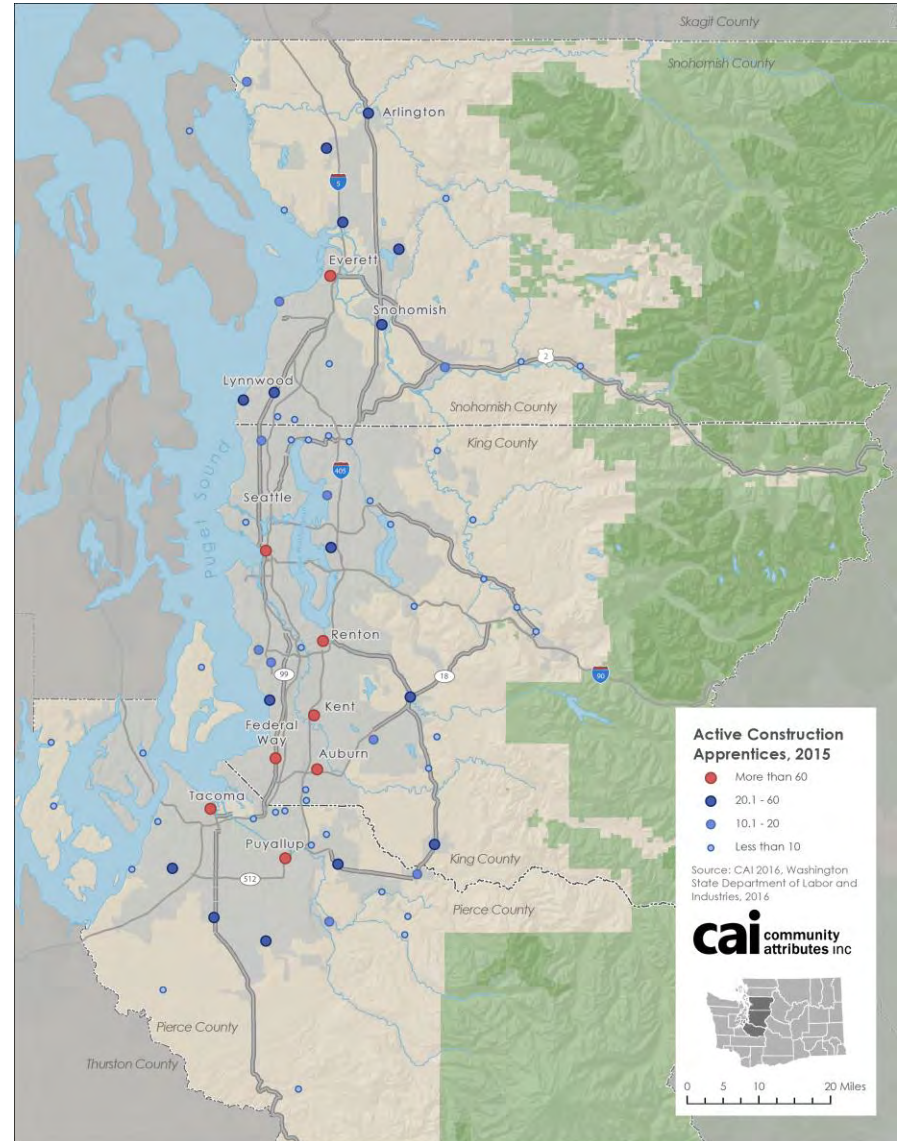 Skagit County
Snohomish County
Arlington
5
Everett
Snohomish
2
Lynnwood
Snohomish County
King County
405
Seattle
Puget Sound
Renton
99
18
90
Kent
Federal
Way
Auburn
Tacoma
Puyallup
512
King County
Pierce County
Pierce County
Thurston County
Active Construction
Apprentices, 2015
More than 60
20.1 - 60
10.1 - 20
Less than 10
Source: CAI 2016, Washington
State Department of Labor and
Industries, 2016
cai community
attributes INC
0 5 10 20 Miles